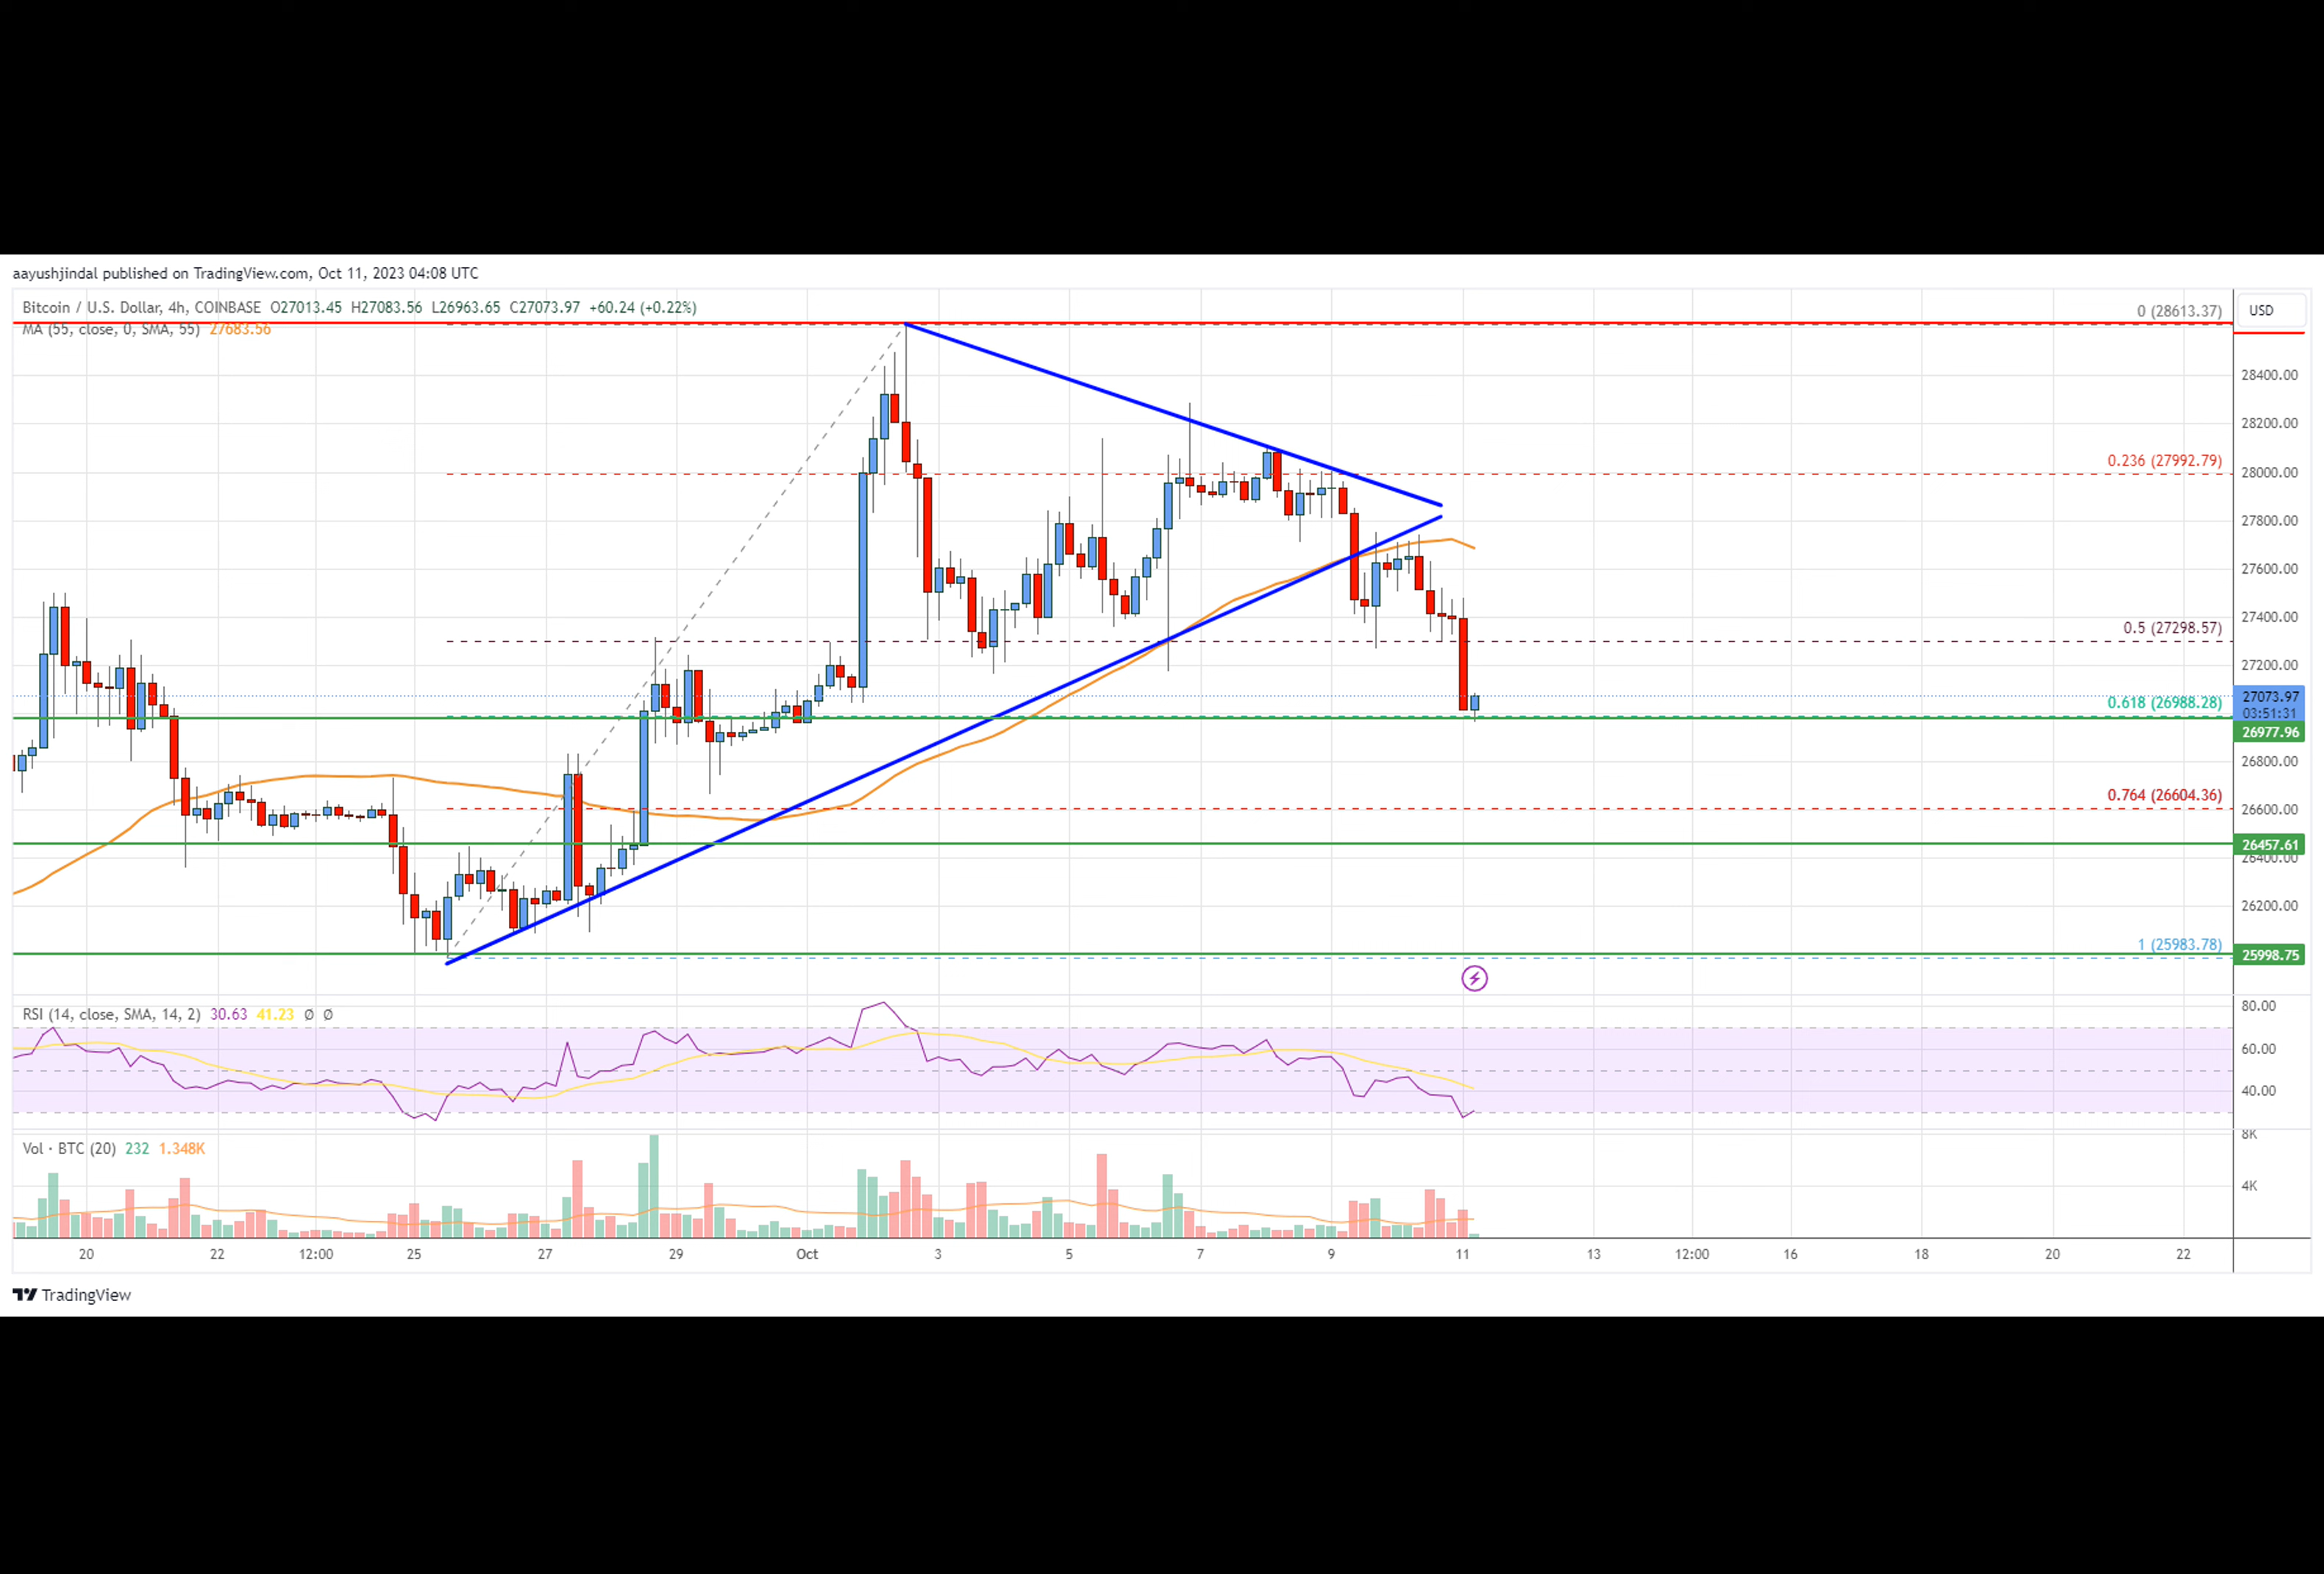 aayushjindal published on TradingView.com, Oct 11, 2023 04:08 UTC
Bitcoin / U.S. Dollar, 4h, COINBASE O27013.45 H27083.56 L26963.65 C27073.97 +60.24 (+0.22%)
MA (55, close, 0, SMA, 55) 27683.56
0 (28613.37)
USD
28400.00
28200.00
0.236 (27992.79)
28000.00
27800.00
27600.00
27400.00
0.5 (27298.57)
27200.00
27073.97
0.618 (26988.28)
03:51:31
26977.96
26800.00
0.764 (26604.36)
26600.00
26457.61
26400.00
26200.00
1 (25983.78)
25998.75
RSI (14, close, SMA, 14, 2) 30.63 41.23 Ø Ø
80.00
60.00
40.00
Vol · BTC (20) 232 1.348K
8K
4K
20 22 12:00 25 27 29 Oct 3 5 7 9 11 13 12:00 16 18 20 22
TradingView